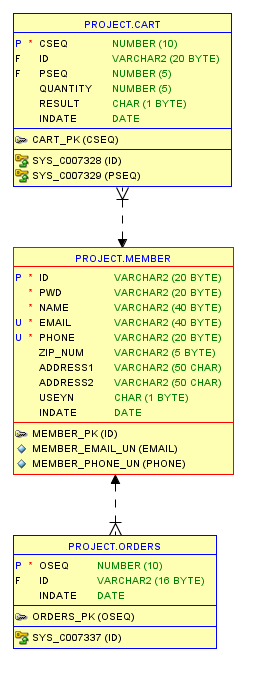 PROJECT.CART
P * CSEQ NUMBER (10)
F ID VARCHAR2 (20 BYTE)
F PSEQ NUMBER (5)
QUANTITY NUMBER (5)
RESULT CHAR (1 BYTE)
INDATE DATE
CART_PK (CSEQ)
SYS_C007328 (ID)
SYS_C007329 (PSEQ)
PROJECT.MEMBER
P * ID VARCHAR2 (20 BYTE)
* PWD VARCHAR2 (20 BYTE)
* NAME VARCHAR2 (40 BYTE)
U * EMAIL VARCHAR2 (40 BYTE)
U * PHONE VARCHAR2 (20 BYTE)
ZIP_NUM VARCHAR2 (5 BYTE)
ADDRESS1 VARCHAR2 (50 CHAR)
ADDRESS2 VARCHAR2 (50 CHAR)
USEYN CHAR (1 BYTE)
INDATE DATE
MEMBER_PK (ID)
MEMBER_EMAIL_UN (EMAIL)
MEMBER_PHONE_UN (PHONE)
PROJECT.ORDERS
P * OSEQ NUMBER (10)
F ID VARCHAR2 (16 BYTE)
INDATE DATE
ORDERS_PK (OSEQ)
SYS_C007337 (ID)